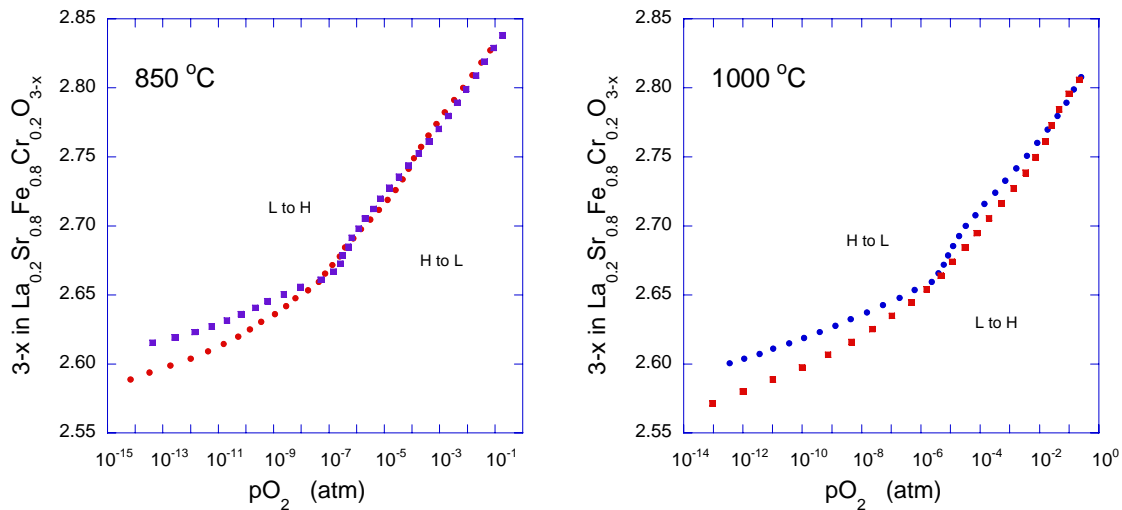 850 °C
2.85
2.80
2.75
2.70
2.65
2.60
2.55
3-x in La0.2Sr0.8Fe0.8Cr0.2O3-x
L to H
H to L
10-15 10-13 10-11 10-9 10-7 10-5 10-3 10-1
pO2 (atm)
1000 °C
2.85
2.80
2.75
2.70
2.65
2.60
2.55
3-x in La0.2Sr0.8Fe0.8Cr0.2O3-x
H to L
L to H
10-14 10-12 10-10 10-8 10-6 10-4 10-2 100
pO2 (atm)